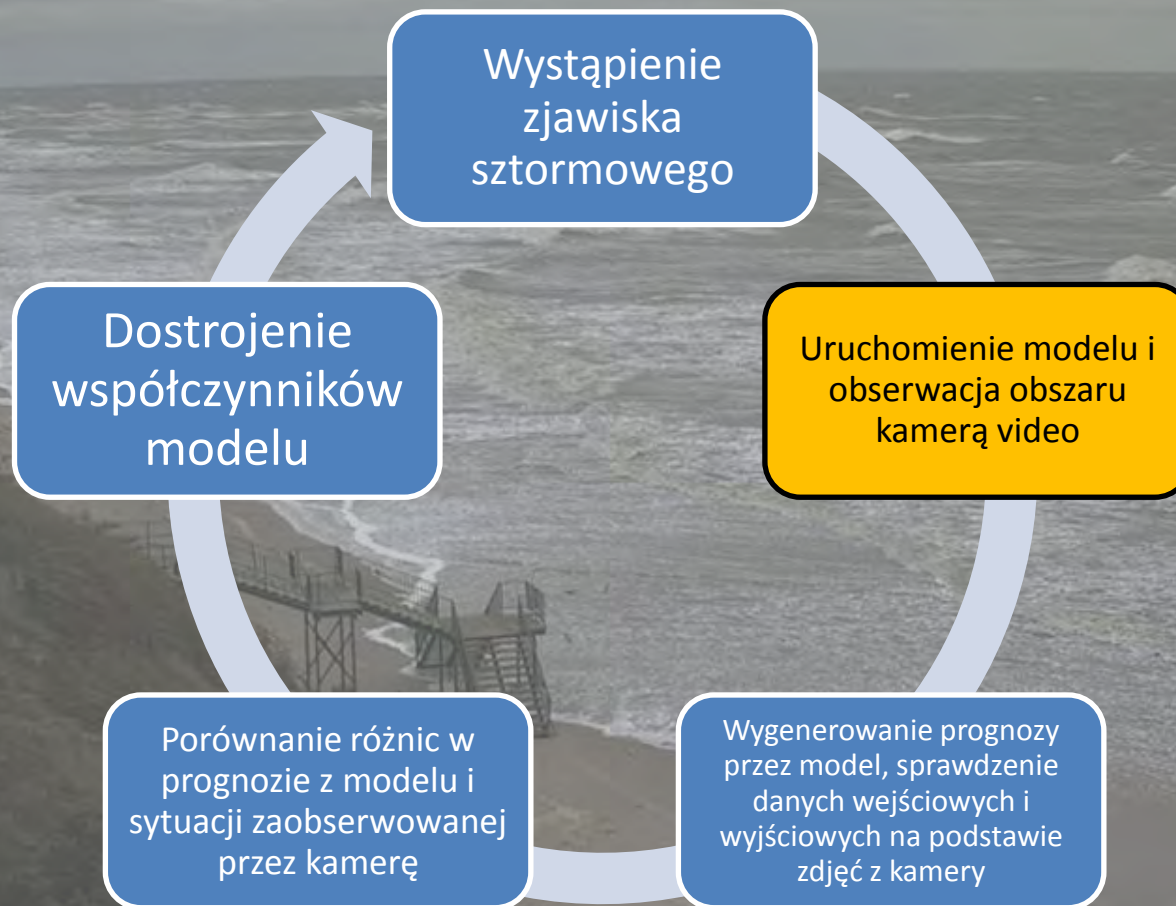 Wystąpienie
zjawiska
sztormowego
Uruchomienie modelu i
obserwacja obszaru
kamerą video
Wygenerowanie prognozy
przez model, sprawdzenie
danych wejściowych i
wyjściowych na podstawie
zdjęć z kamery
Porównanie różnic w
prognozie z modelu i
sytuacji zaobserwowanej
przez kamerę
Dostrojenie
współczynników
modelu